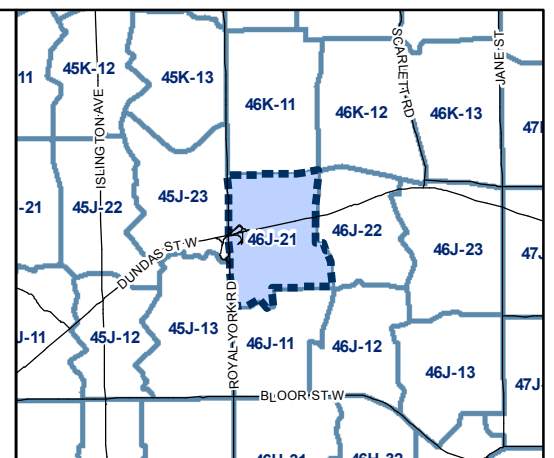 45K-12
45K-13
11
46K-11
46K-12
46K-13
SCARLETT RD
JANE ST
ISLINGTON AVE
-21
45J-22
45J-23
46J-21
46J-22
46J-23
47J
DUNDAS ST W
J-11
45J-12
45J-13
ROYAL YORK RD
46J-11
46J-12
46J-13
47J-
BLOOR ST W